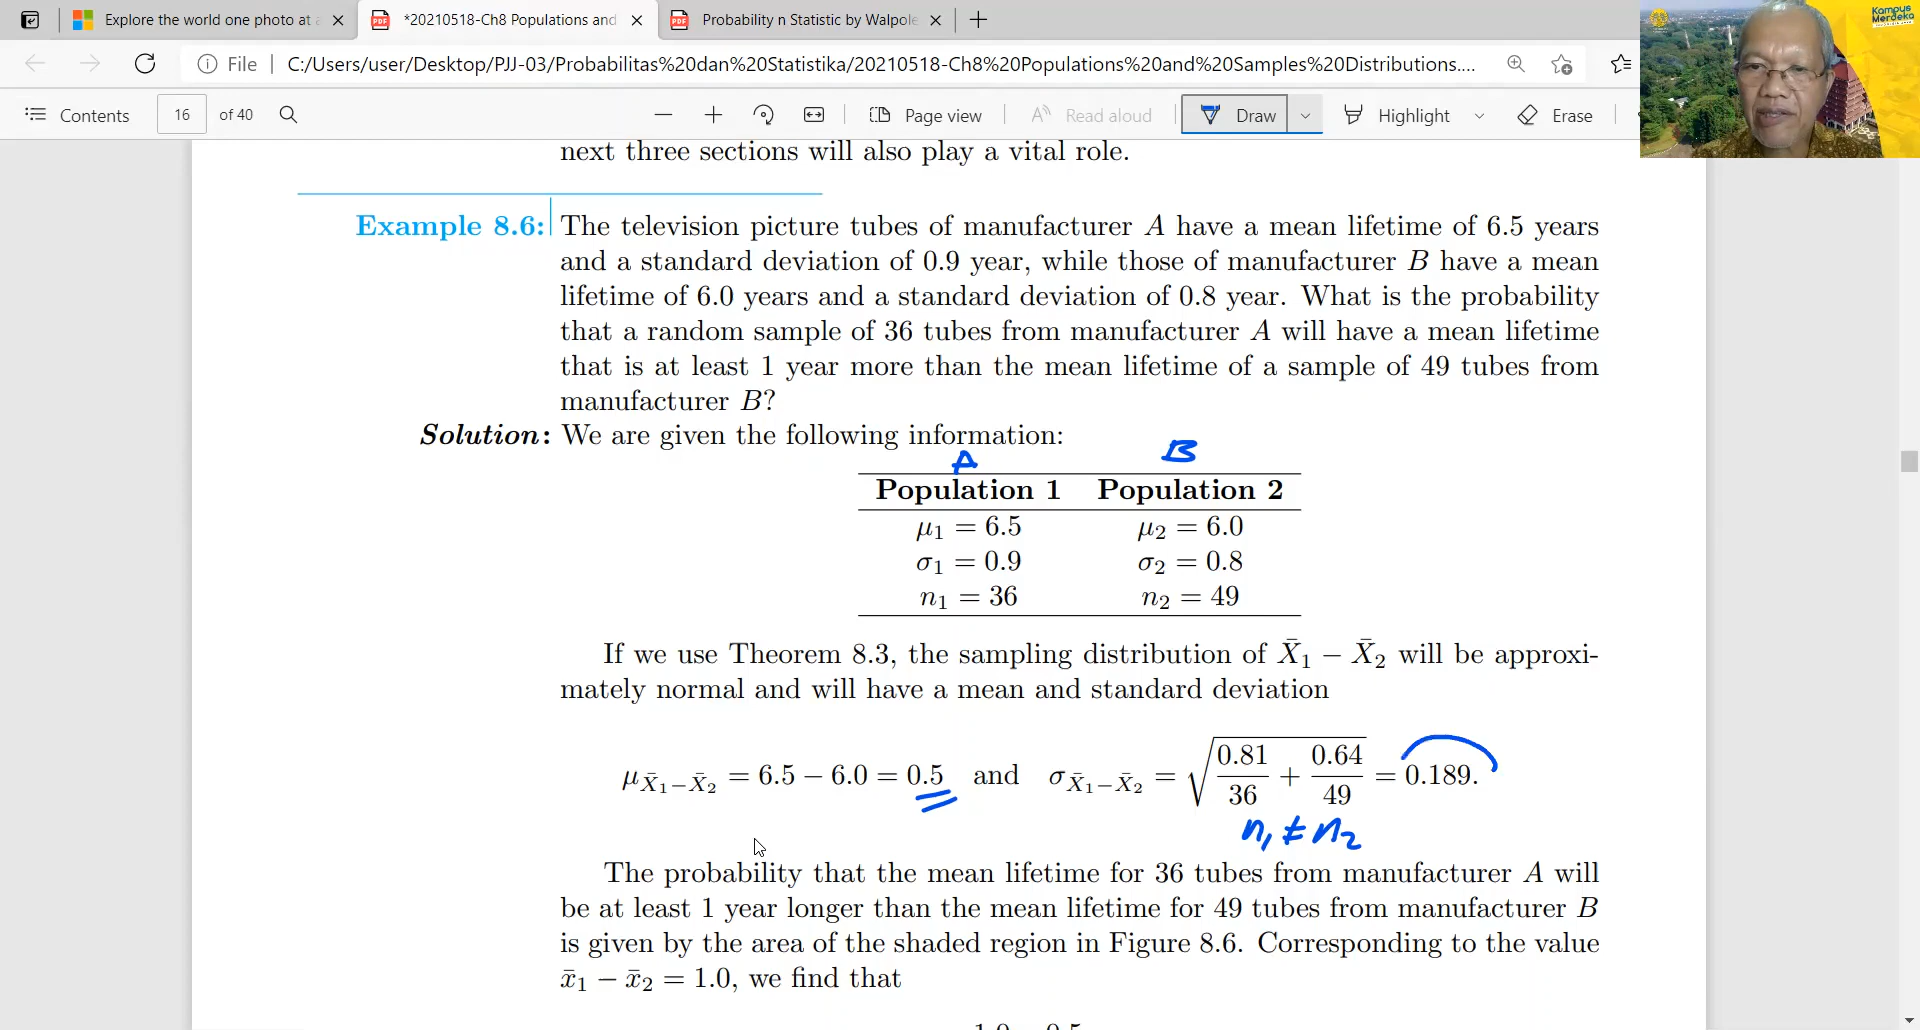 Explore the world one photo at a
*20210518-Ch8 Populations and
Probability n Statistic by Walpole
File
C:/Users/user/Desktop/PJJ-03/Probabilitas%20dan%20Statistika/20210518-Ch8%20Populations%20and%20Samples%20Distributions....
Contents
16 of 40
Page view
Read aloud
Draw
Highlight
Erase
Kampus
Merdeka
next three sections will also play a vital role.
Example 8.6: The television picture tubes of manufacturer A have a mean lifetime of 6.5 years
and a standard deviation of 0.9 year, while those of manufacturer B have a mean
lifetime of 6.0 years and a standard deviation of 0.8 year. What is the probability
that a random sample of 36 tubes from manufacturer A will have a mean lifetime
that is at least 1 year more than the mean lifetime of a sample of 49 tubes from
manufacturer B?
Solution: We are given the following information:
A B
Population 1 Population 2
μ₁ = 6.5 μ₂ = 6.0
σ₁ = 0.9 σ₂ = 0.8
n₁ = 36 n₂ = 49
If we use Theorem 8.3, the sampling distribution of X̄₁ − X̄₂ will be approxi-
mately normal and will have a mean and standard deviation
μ_{X̄₁−X̄₂} = 6.5 − 6.0 = 0.5 and σ_{X̄₁−X̄₂} = √(0.81/36 + 0.64/49) = 0.189.
n₁ ≠ n₂
The probability that the mean lifetime for 36 tubes from manufacturer A will
be at least 1 year longer than the mean lifetime for 49 tubes from manufacturer B
is given by the area of the shaded region in Figure 8.6. Corresponding to the value
x̄₁ − x̄₂ = 1.0, we find that
1.0 − 0.5